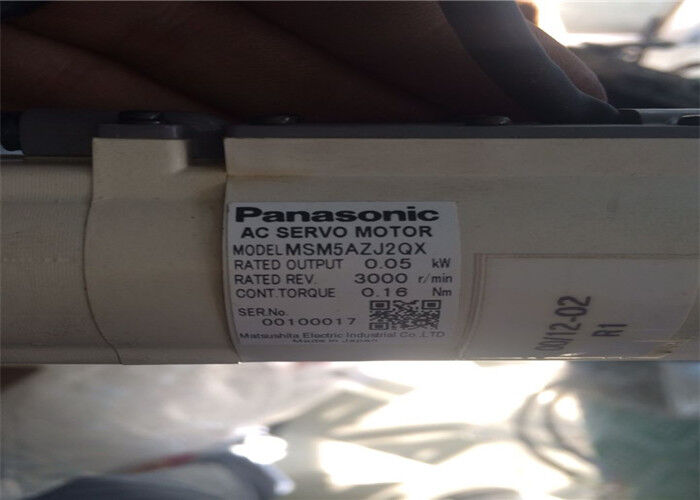 Panasonic
AC SERVO MOTOR
MODEL MSM5AZJ2QX
RATED OUTPUT 0.05 kW
RATED REV. 3000 r/min
CONT.TORQUE 0.16 Nm
SER.No.
00100017
Matsushita Electric Industrial Co.,LTD
Made in Japan
R1